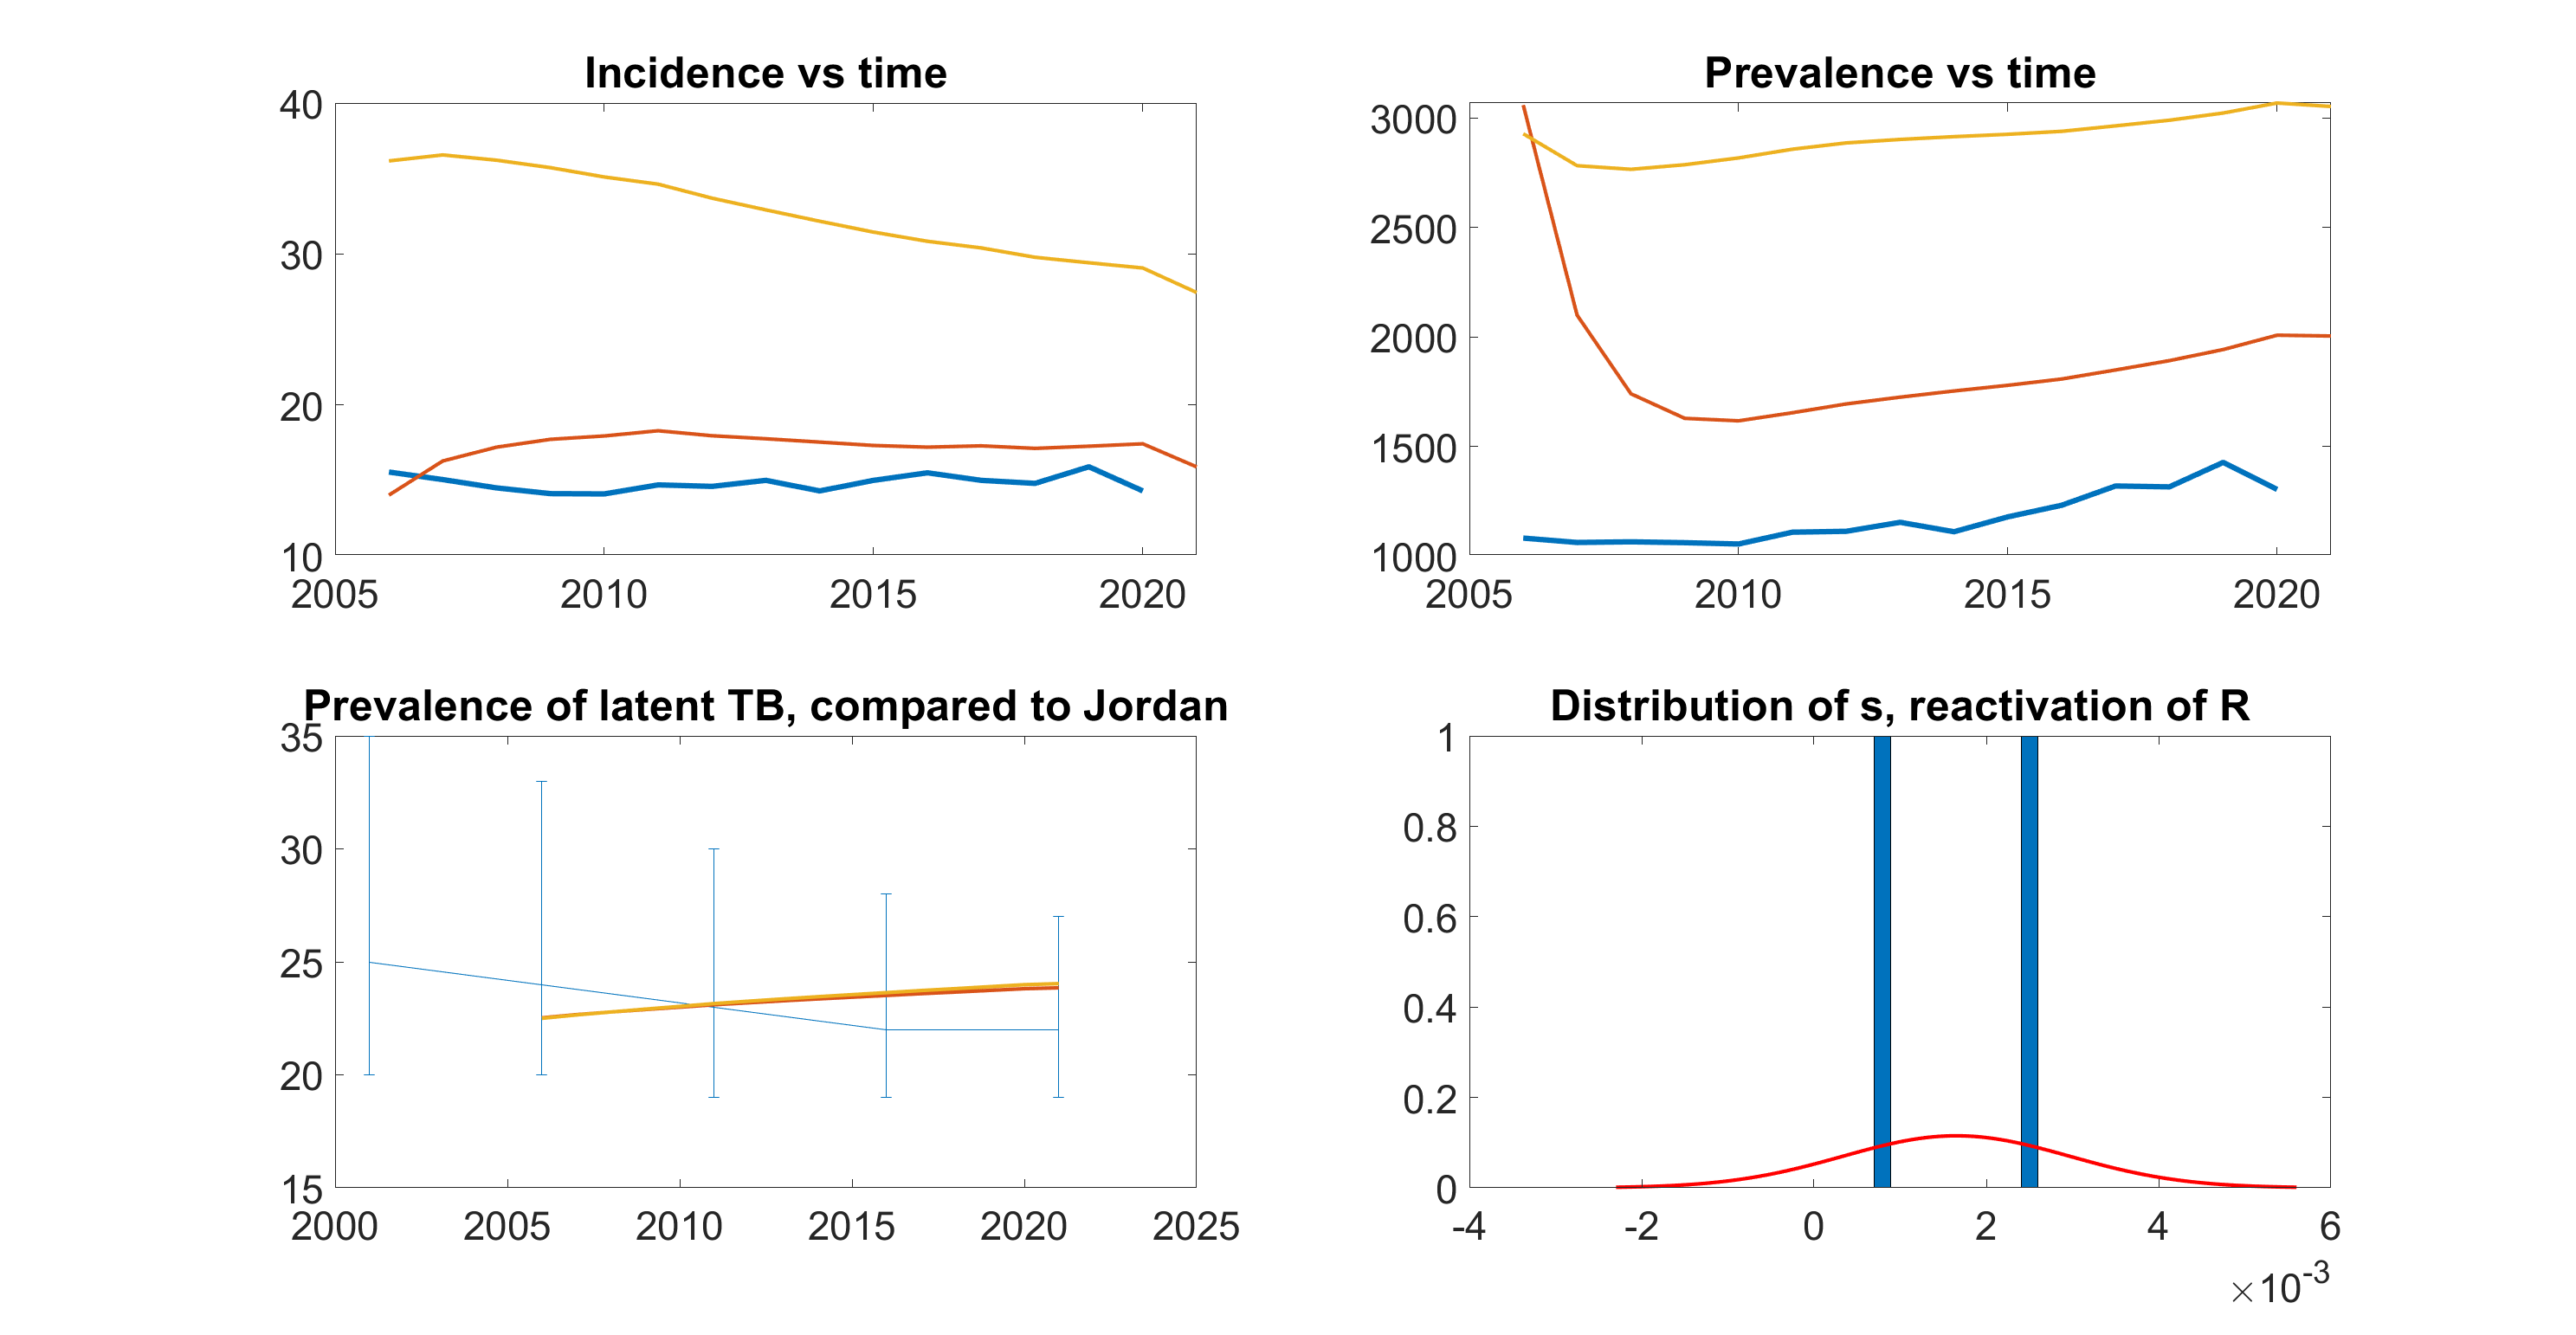 Incidence vs time
40
30
20
10
2005 2010 2015 2020
Prevalence vs time
3000
2500
2000
1500
1000
2005 2010 2015 2020
Prevalence of latent TB, compared to Jordan
35
30
25
20
15
2000 2005 2010 2015 2020 2025
Distribution of s, reactivation of R
1
0.8
0.6
0.4
0.2
0
-4 -2 0 2 4 6
×10-3